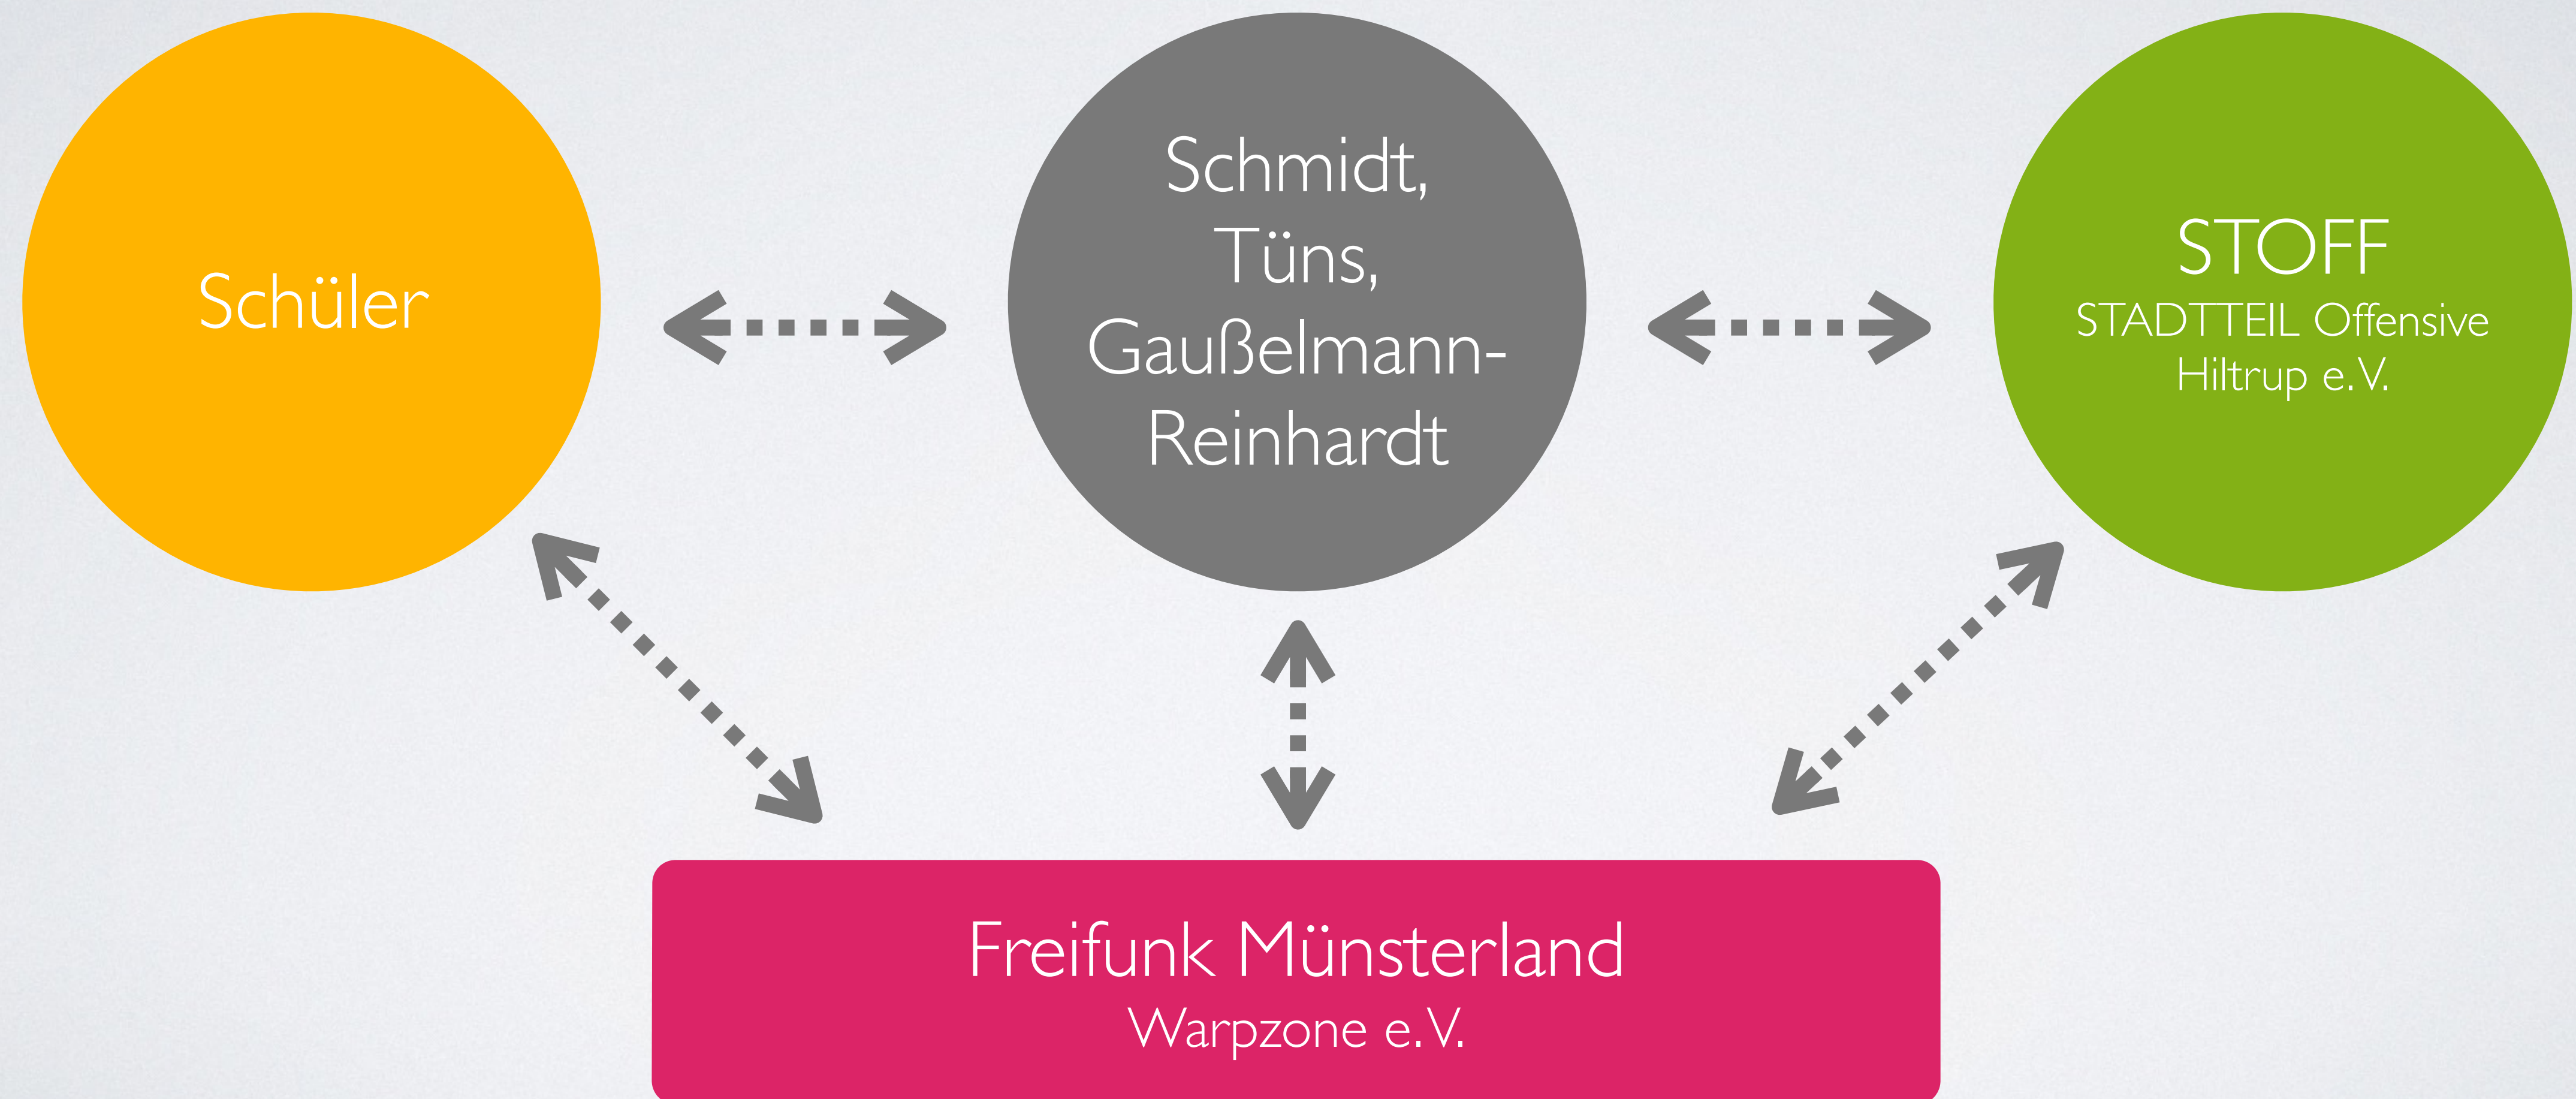 Schüler
Schmidt,
Tüns,
Gaußelmann-
Reinhardt
STOFF
STADTTEIL Offensive
Hiltrup e.V.
Freifunk Münsterland
Warpzone e.V.